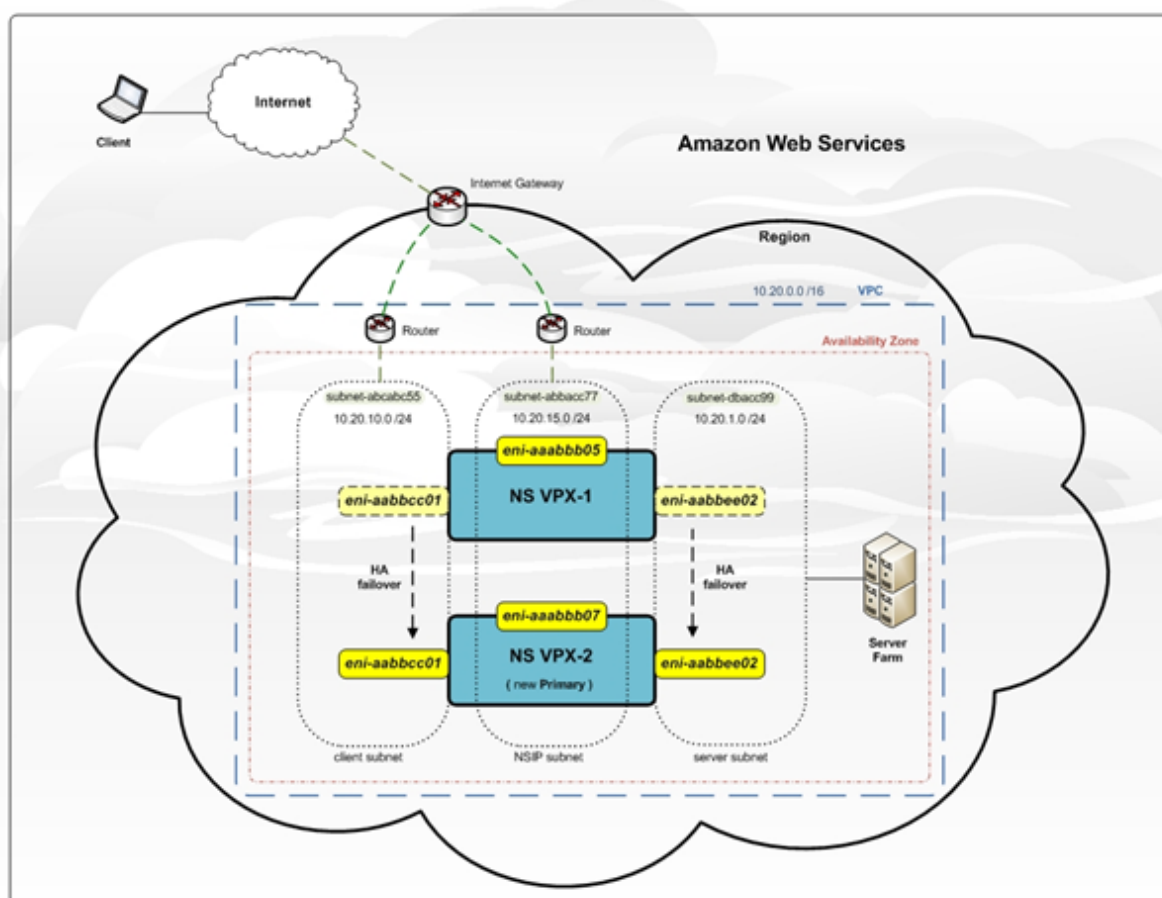 Internet
Client
Amazon Web Services
Internet Gateway
Region
10.20.0.0 /16 VPC
Router
Router
Availability Zone
subnet-abcabc55
10.20.10.0 /24
subnet-abbacc77
10.20.15.0 /24
subnet-dbacc99
10.20.1.0 /24
eni-aaabbb05
NS VPX-1
eni-aabbcc01
eni-aabbee02
HA
failover
HA
failover
eni-aaabbb07
NS VPX-2
( new Primary )
eni-aabbcc01
eni-aabbee02
Server
Farm
client subnet
NSIP subnet
server subnet